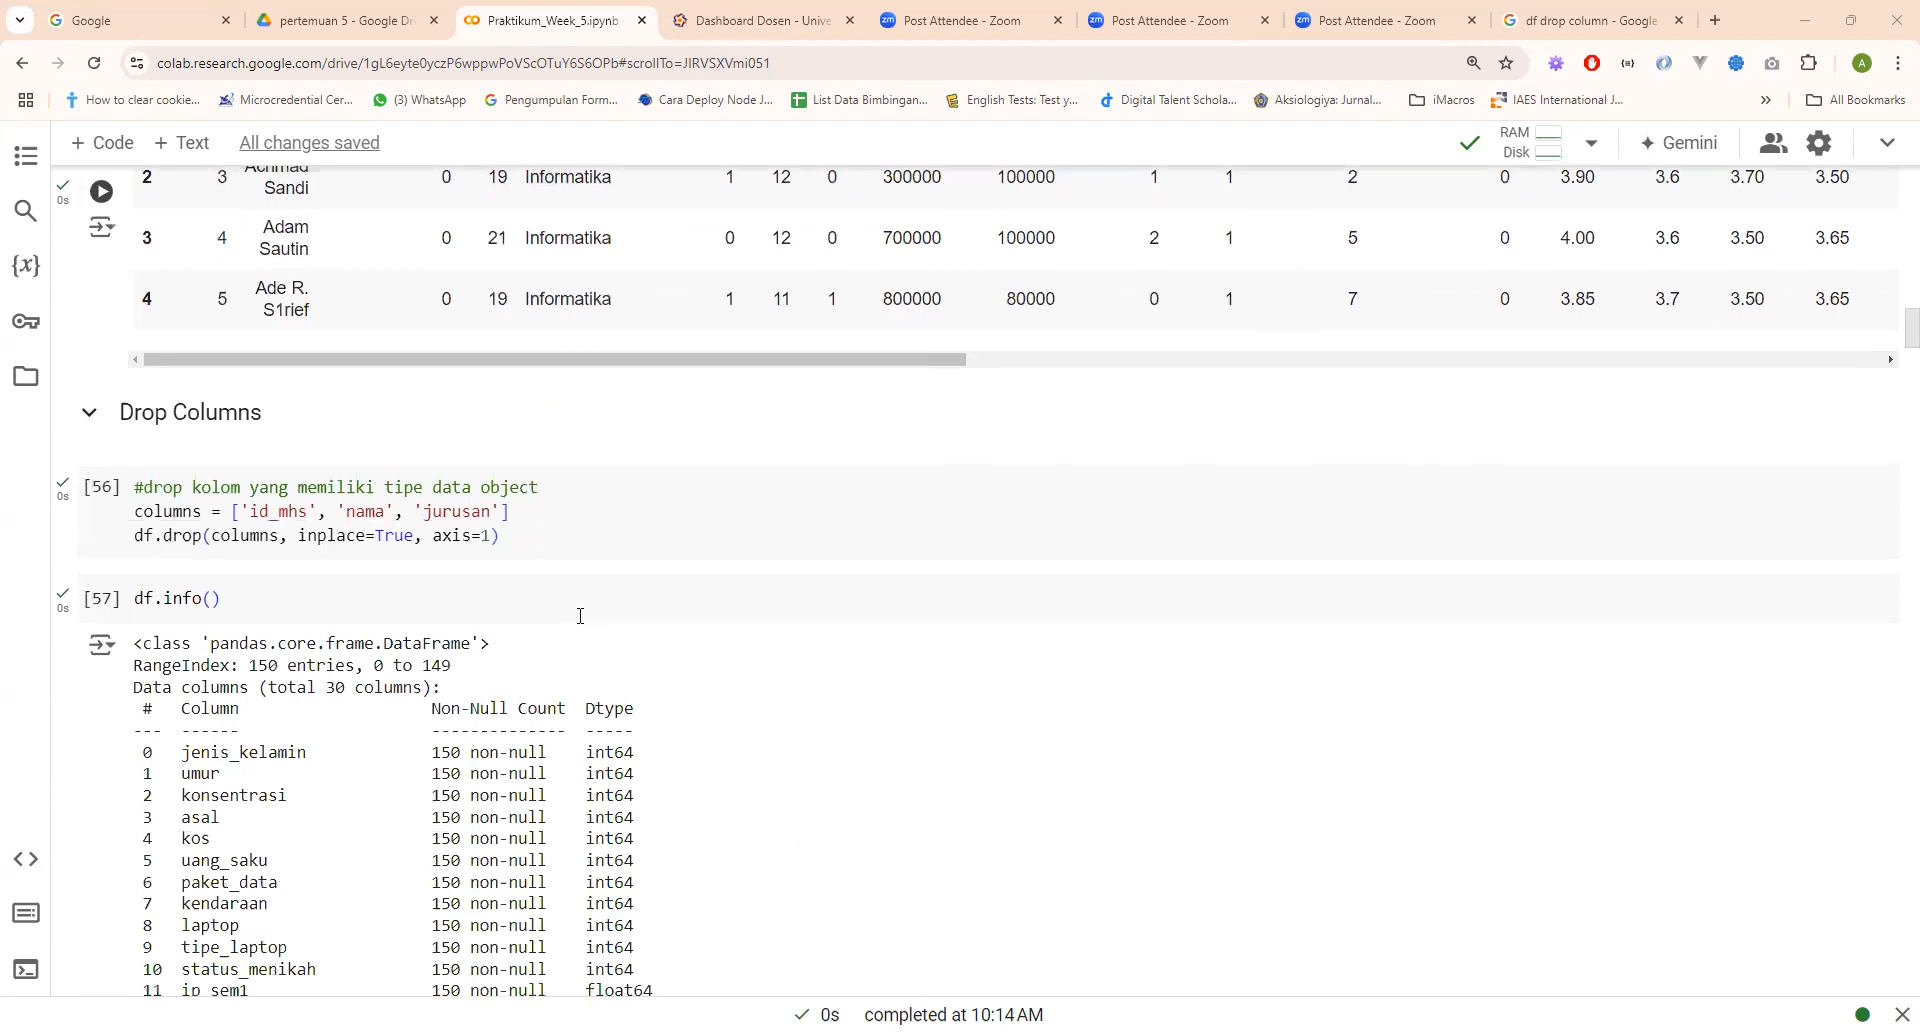 Google
pertemuan 5 - Google Dri
Praktikum_Week_5.ipynb
Dashboard Dosen - Unive
Post Attendee - Zoom
Post Attendee - Zoom
Post Attendee - Zoom
df drop column - Google
colab.research.google.com/drive/1gL6eyte0yczP6wppwPoVScOTuY6S6OPb#scrollTo=JIRVSXVmi051
How to clear cookie...
Microcredential Cer...
(3) WhatsApp
Pengumpulan Form...
Cara Deploy Node J...
List Data Bimbingan...
English Tests: Test y...
Digital Talent Schola...
Aksiologiya: Jurnal...
iMacros
IAES International J...
All Bookmarks
+ Code + Text All changes saved
RAM
Disk
Gemini
2 3 Achmad Sandi 0 19 Informatika 1 12 0 300000 100000 1 1 2 0 3.90 3.6 3.70 3.50
3 4 Adam Sautin 0 21 Informatika 0 12 0 700000 100000 2 1 5 0 4.00 3.6 3.50 3.65
4 5 Ade R. S1rief 0 19 Informatika 1 11 1 800000 80000 0 1 7 0 3.85 3.7 3.50 3.65
0s
Drop Columns
0s
[56] #drop kolom yang memiliki tipe data object
columns = ['id_mhs', 'nama', 'jurusan']
df.drop(columns, inplace=True, axis=1)
0s
[57] df.info()
<class 'pandas.core.frame.DataFrame'>
RangeIndex: 150 entries, 0 to 149
Data columns (total 30 columns):
# Column Non-Null Count Dtype
--- ------ -------------- -----
0 jenis_kelamin 150 non-null int64
1 umur 150 non-null int64
2 konsentrasi 150 non-null int64
3 asal 150 non-null int64
4 kos 150 non-null int64
5 uang_saku 150 non-null int64
6 paket_data 150 non-null int64
7 kendaraan 150 non-null int64
8 laptop 150 non-null int64
9 tipe_laptop 150 non-null int64
10 status_menikah 150 non-null int64
11 ip_sem1 150 non-null float64
0s completed at 10:14 AM